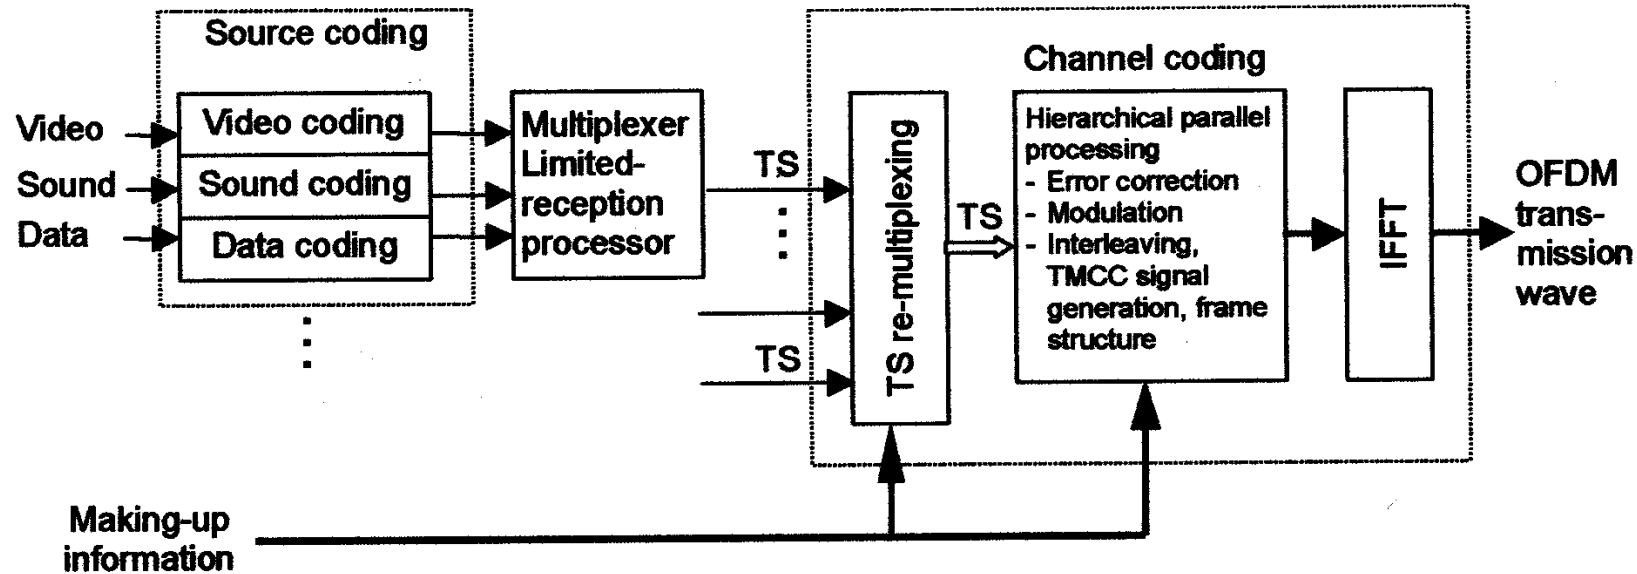 Source coding
Channel coding
Video
Sound
Data
Video coding
Sound coding
Data coding
Multiplexer
Limited-
reception
processor
TS
TS
TS re-multiplexing
TS
Hierarchical parallel
processing
- Error correction
- Modulation
- Interleaving,
TMCC signal
generation, frame
structure
IFFT
OFDM
trans-
mission
wave
Making-up
information